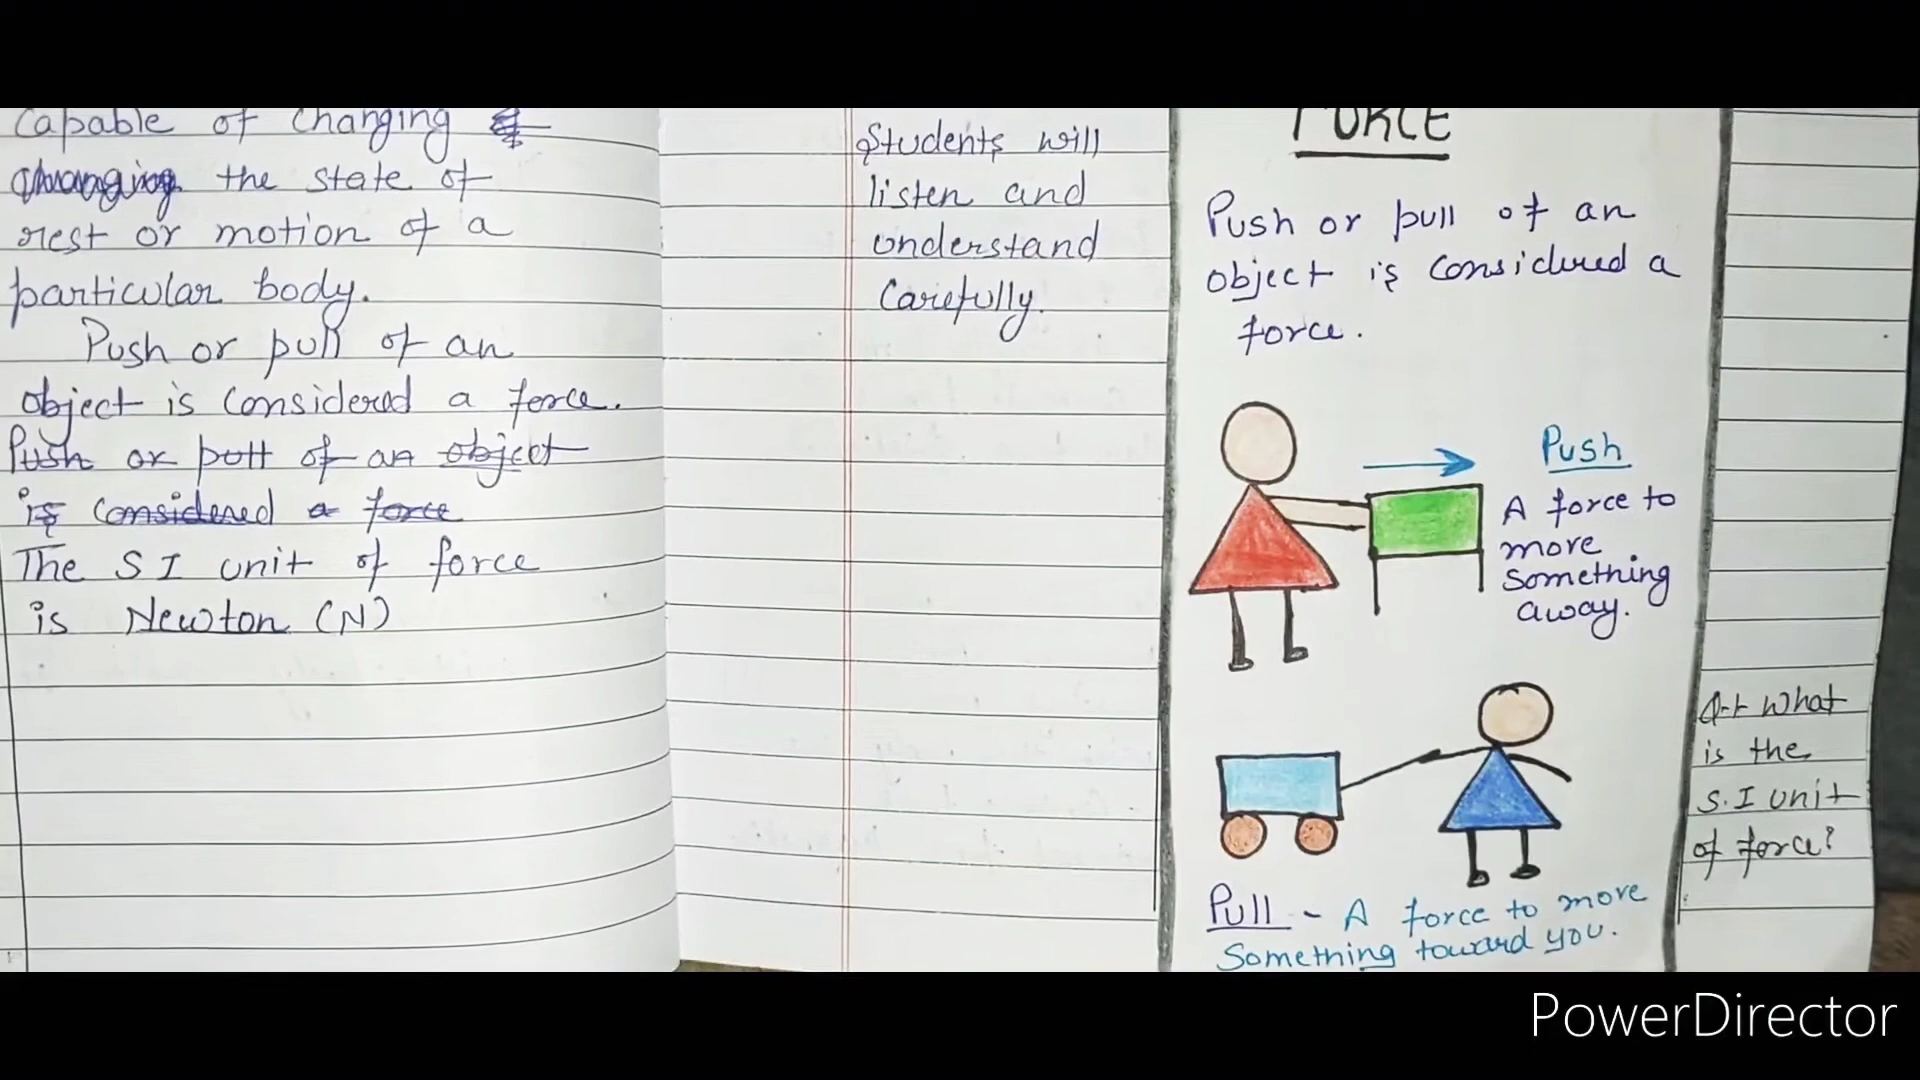 Capable of changing
changing the state of
rest or motion of a
particular body.
Push or pull of an
object is considered a force.
Push or pull of an object
is considered a force
The S I unit of force
is Newton (N)
Students will
listen and
understand
Carefully.
FORCE
Push or pull of an
object is considered a
force.
Push
A force to
more
Something
away.
Pull - A force to more
Something toward you.
Q-1 What
is the
S.I unit
of force?
PowerDirector